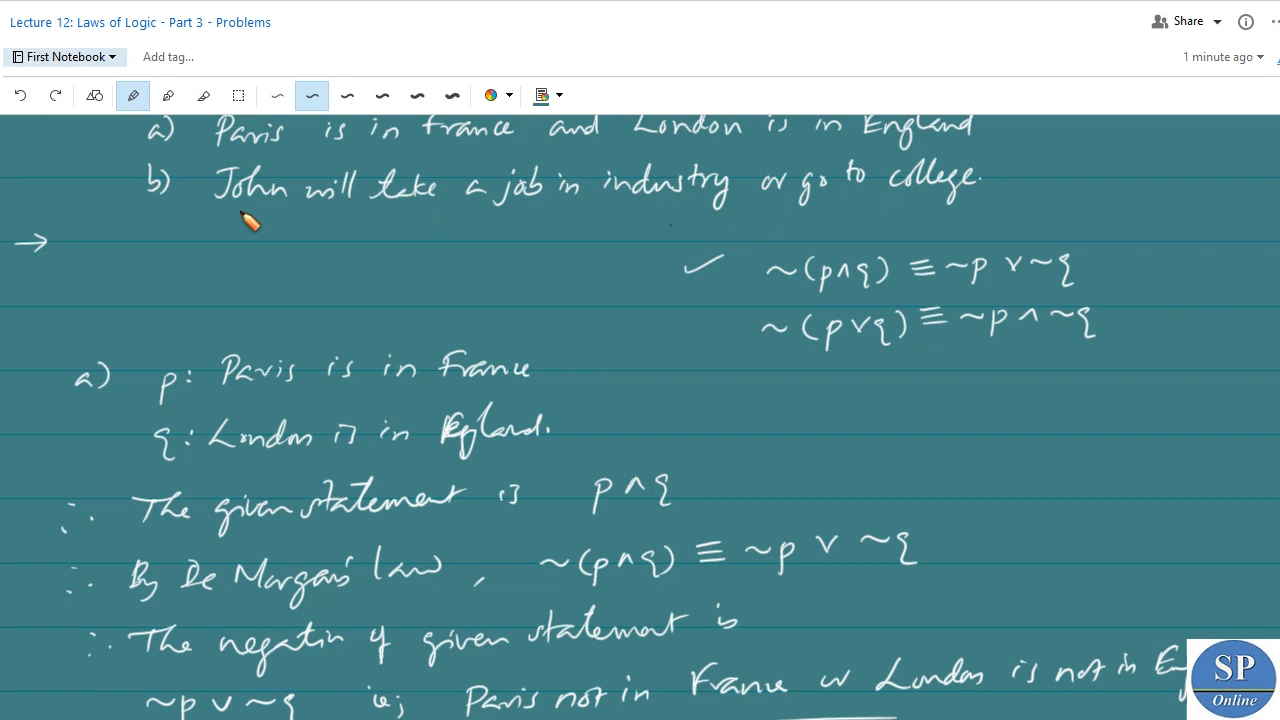 Lecture 12: Laws of Logic - Part 3 - Problems
Share
First Notebook Add tag... 1 minute ago
a) Paris is in France and London is in England
b) John will take a job in industry or go to college.
→
✓ ~(p∧q) ≡ ~p ∨ ~q
~(p∨q) ≡ ~p ∧ ~q
a) p: Paris is in France
q: London is in England.
∴ The given statement is p∧q
∴ By De Morgan's law, ~(p∧q) ≡ ~p ∨ ~q
∴ The negation of given statement is
~p ∨ ~q ie; Paris not in France or London is not in
SP
Online